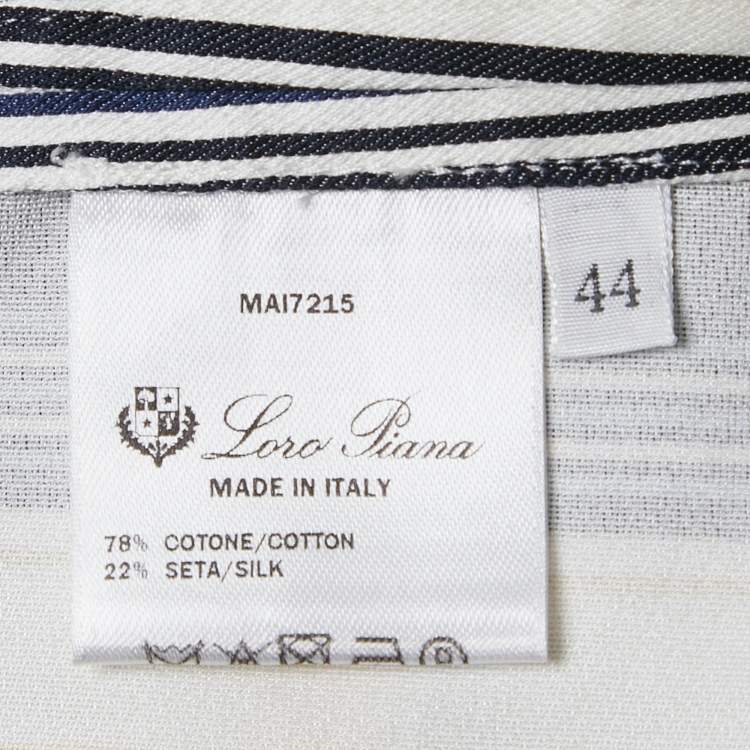 MAI7215
44
Loro Piana
MADE IN ITALY
78% COTONE/COTTON
22% SETA/SILK